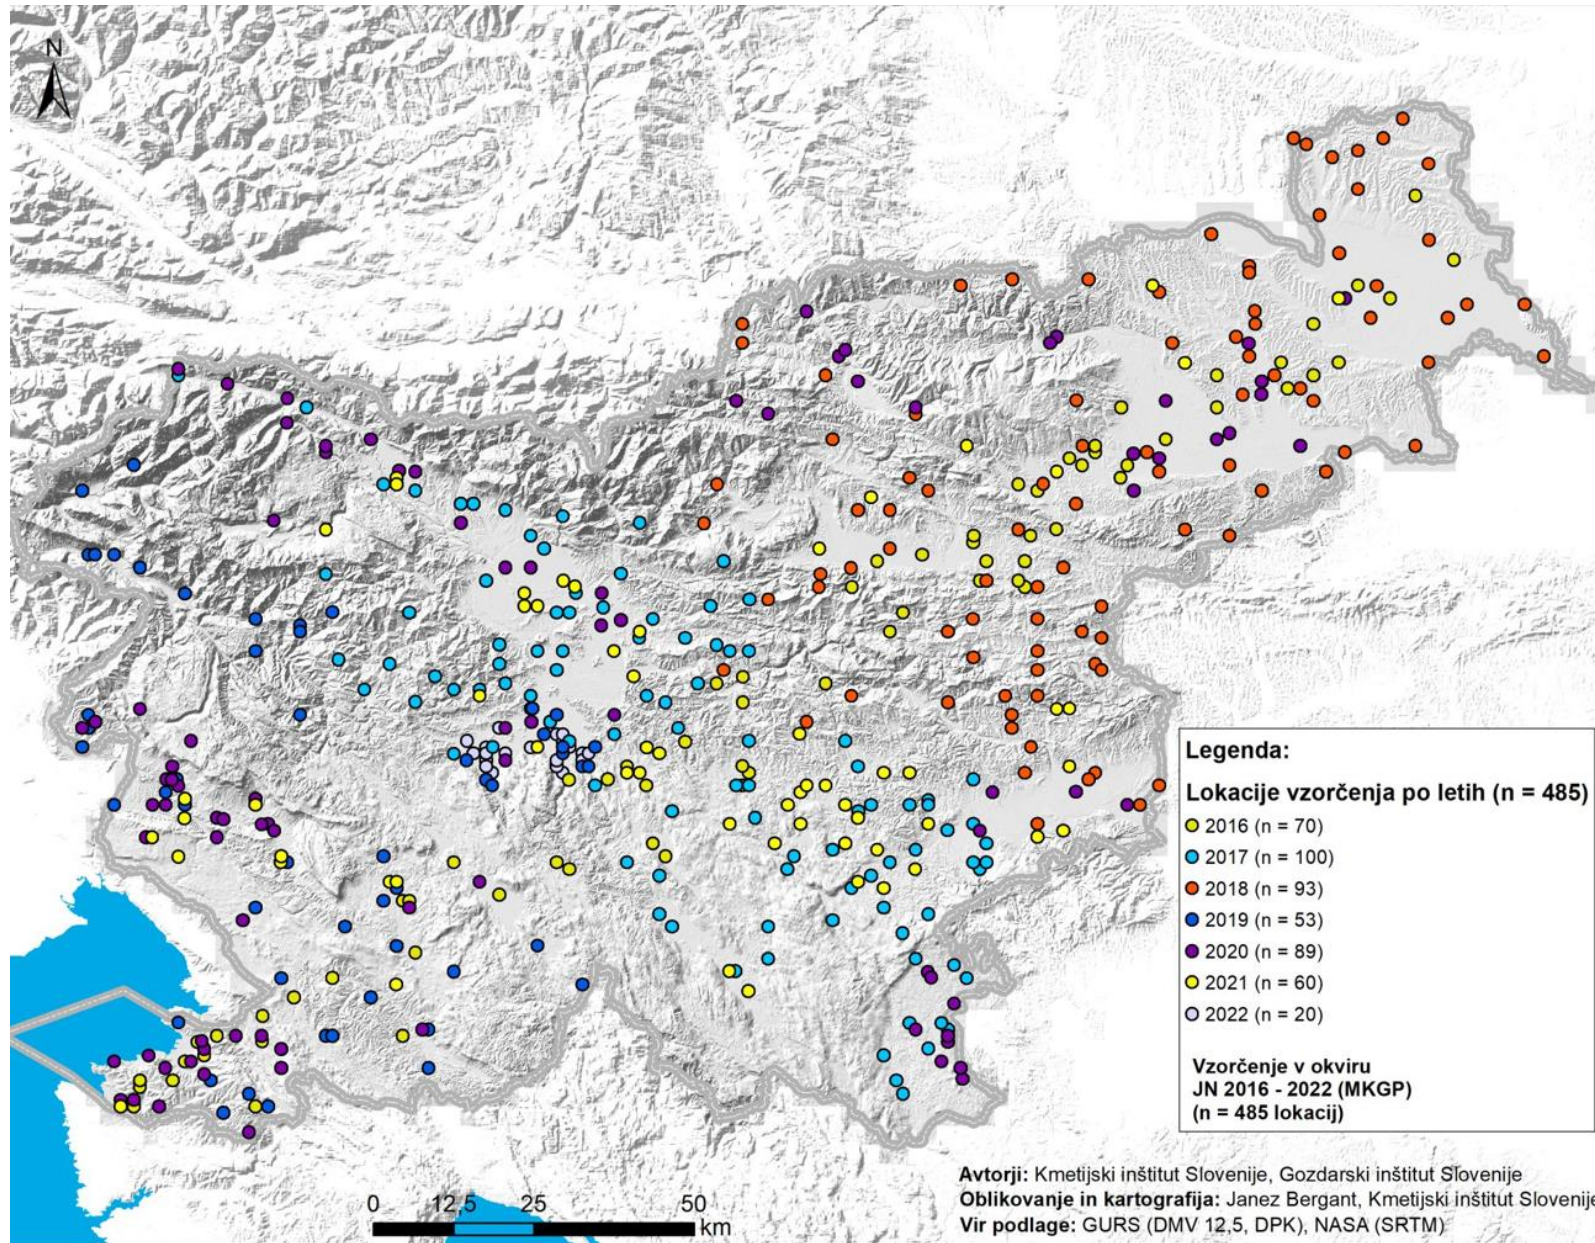 N
Legenda:
Lokacije vzorčenja po letih (n = 485)
2016 (n = 70)
2017 (n = 100)
2018 (n = 93)
2019 (n = 53)
2020 (n = 89)
2021 (n = 60)
2022 (n = 20)
Vzorčenje v okviru
JN 2016 - 2022 (MKGP)
(n = 485 lokacij)
Avtorji: Kmetijski inštitut Slovenije, Gozdarski inštitut Slovenije
Oblikovanje in kartografija: Janez Bergant, Kmetijski inštitut Slovenije
Vir podlage: GURS (DMV 12,5, DPK), NASA (SRTM)
0 12,5 25 50
km